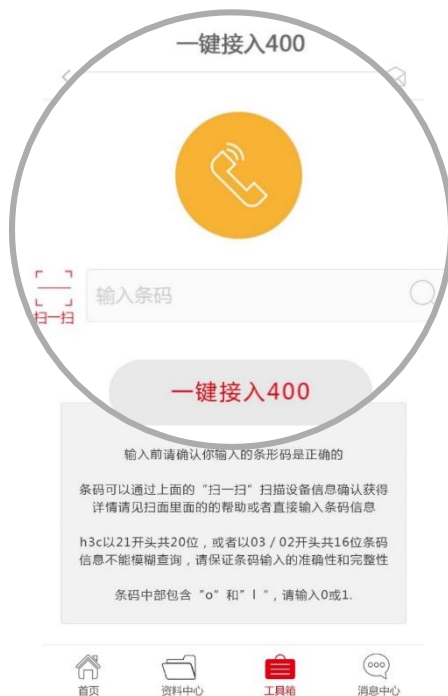 一键接入400
扫一扫
输入条码
一键接入400
输入前请确认你输入的条形码是正确的
条码可以通过上面的“扫一扫”扫描设备信息确认获得
详情请见扫面里面的的帮助或者直接输入条码信息
h3c以21开头共20位，或者以03 / 02开头共16位条码
信息不能模糊查询，请保证条码输入的准确性和完整性
条码中部包含“o”和“l”，请输入0或1.
首页
资料中心
工具箱
消息中心